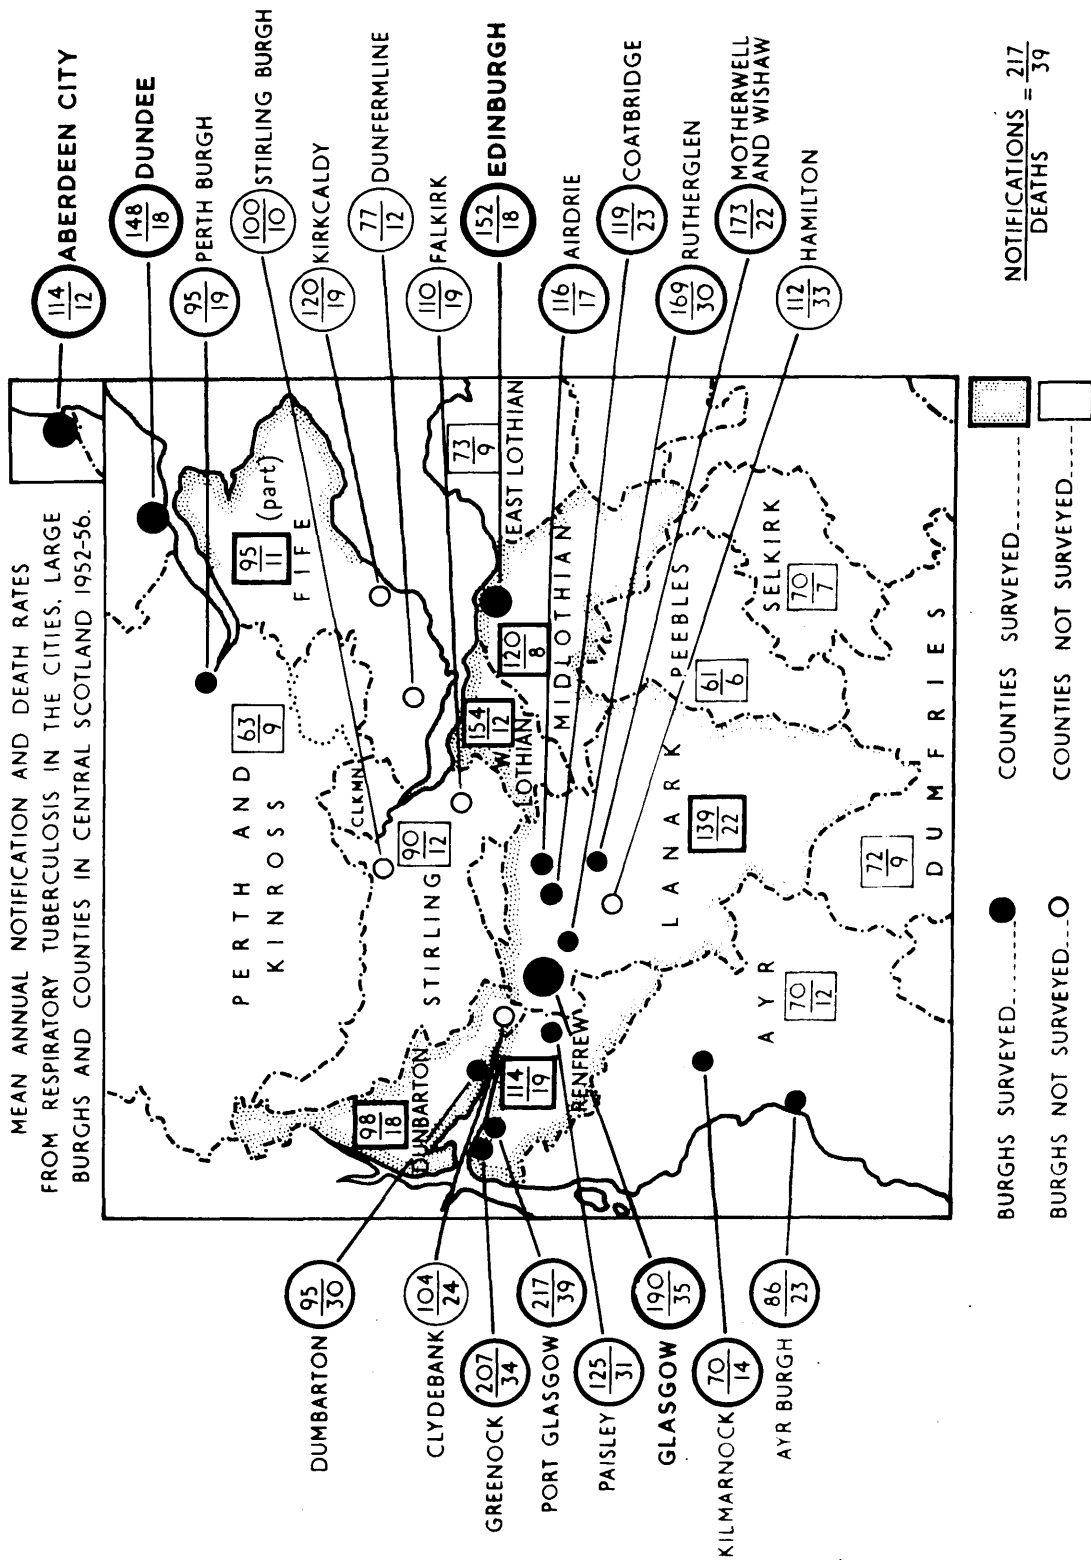 MEAN ANNUAL NOTIFICATION AND DEATH RATES
FROM RESPIRATORY TUBERCULOSIS IN THE CITIES, LARGE
BURGHS AND COUNTIES IN CENTRAL SCOTLAND 1952-56.
DUMBARTON 95/30
CLYDEBANK 104/24
GREENOCK 207/34
PORT GLASGOW 217/39
PAISLEY 125/31
GLASGOW 190/35
KILMARNOCK 70/14
AYR BURGH 86/23
114/12 ABERDEEN CITY
148/18 DUNDEE
95/19 PERTH BURGH
100/10 STIRLING BURGH
120/19 KIRKCALDY
77/12 DUNFERMLINE
110/19 FALKIRK
152/18 EDINBURGH
116/17 AIRDRIE
119/23 COATBRIDGE
169/30 RUTHERGLEN
173/22 MOTHERWELL
AND WISHAW
112/33 HAMILTON
PERTH AND
KINROSS
63/9
95/11
FIFE (part)
CLKMN
STIRLING
90/12
DUNBARTON
98/18
154/12
W
LOTHIAN
120/8
MIDLOTHIAN
73/9
EAST LOTHIAN
114/19
RENFREW
LANARK
139/22
PEEBLES
61/6
SELKIRK
70/7
AYR
70/12
72/9
DUMFRIES
BURGHS SURVEYED
BURGHS NOT SURVEYED
COUNTIES SURVEYED
COUNTIES NOT SURVEYED
NOTIFICATIONS/DEATHS = 217/39